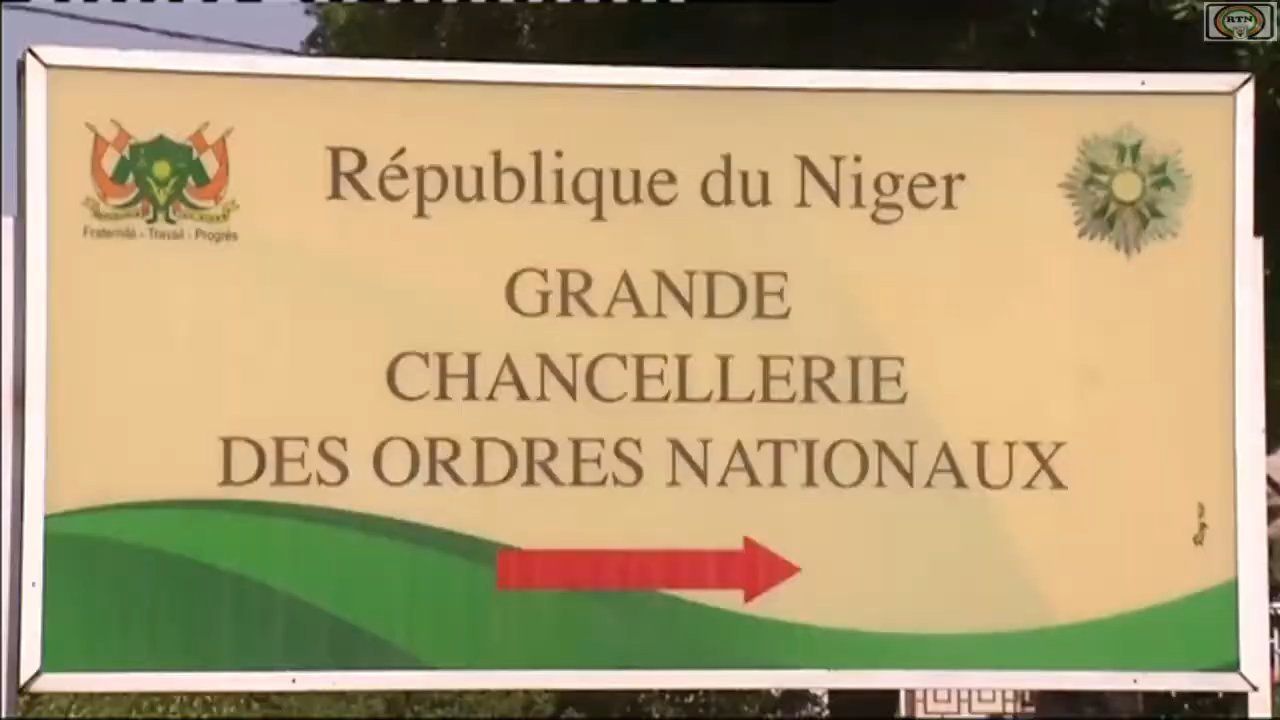 RTN
République du Niger
Fraternité - Travail - Progrès
GRANDE
CHANCELLERIE
DES ORDRES NATIONAUX